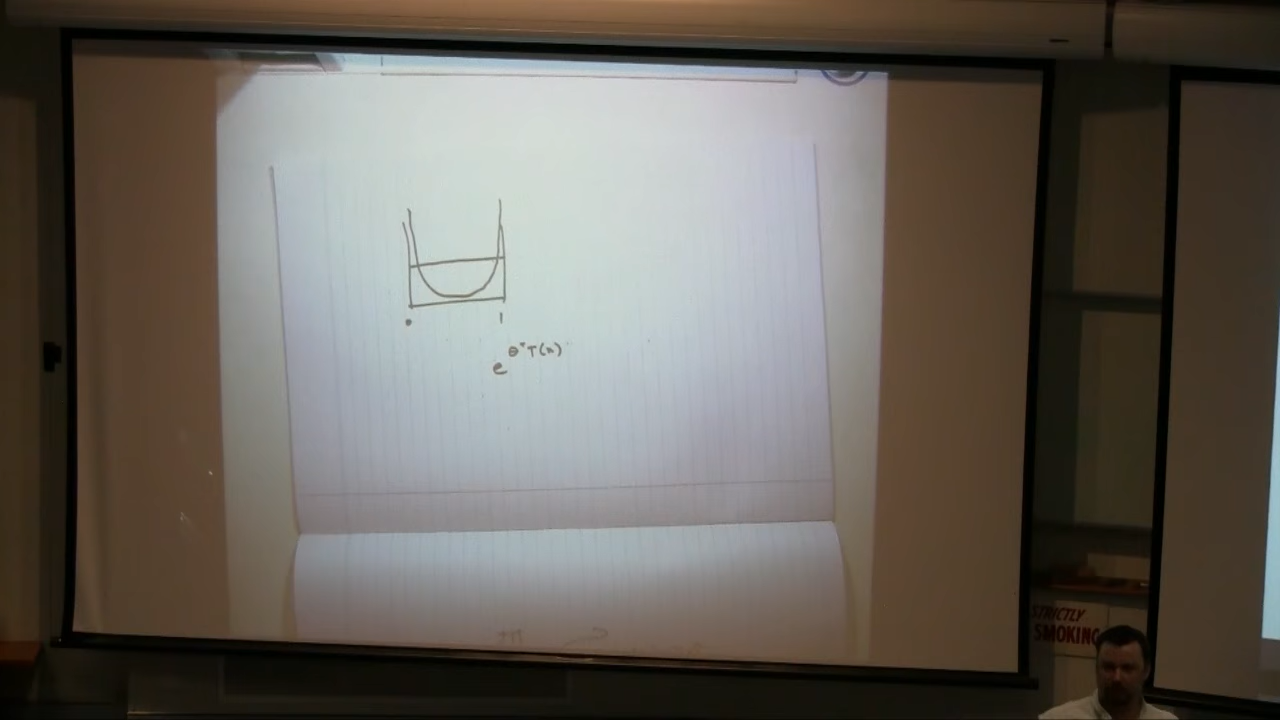 0 1
e^{θᵀT(x)}
STRICTLY
SMOKING